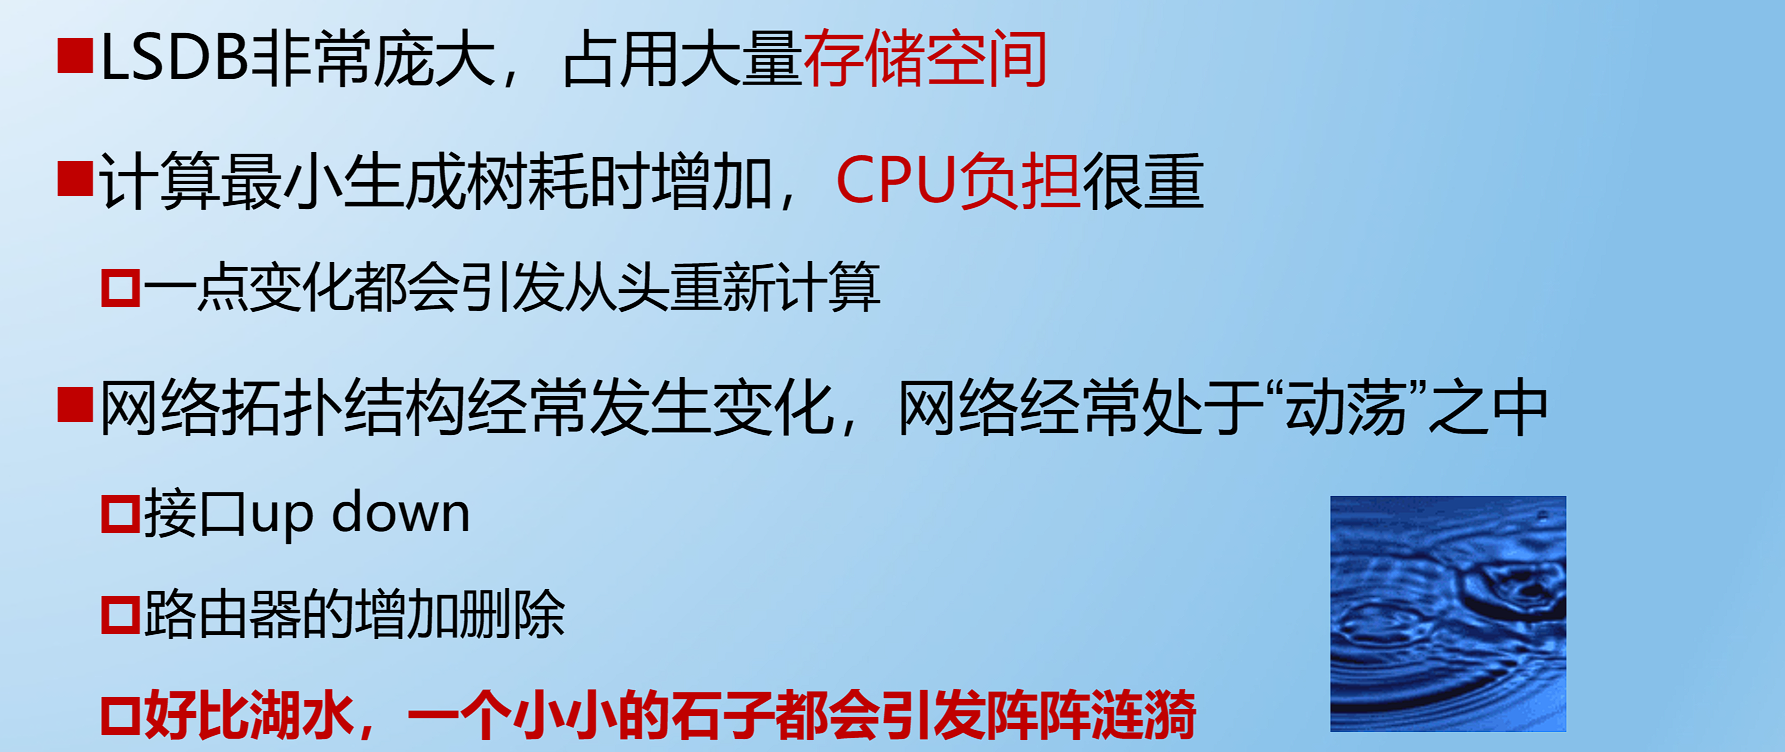 LSDB非常庞大，占用大量存储空间
计算最小生成树耗时增加，CPU负担很重
一点变化都会引发从头重新计算
网络拓扑结构经常发生变化，网络经常处于“动荡”之中
接口up down
路由器的增加删除
好比湖水，一个小小的石子都会引发阵阵涟漪